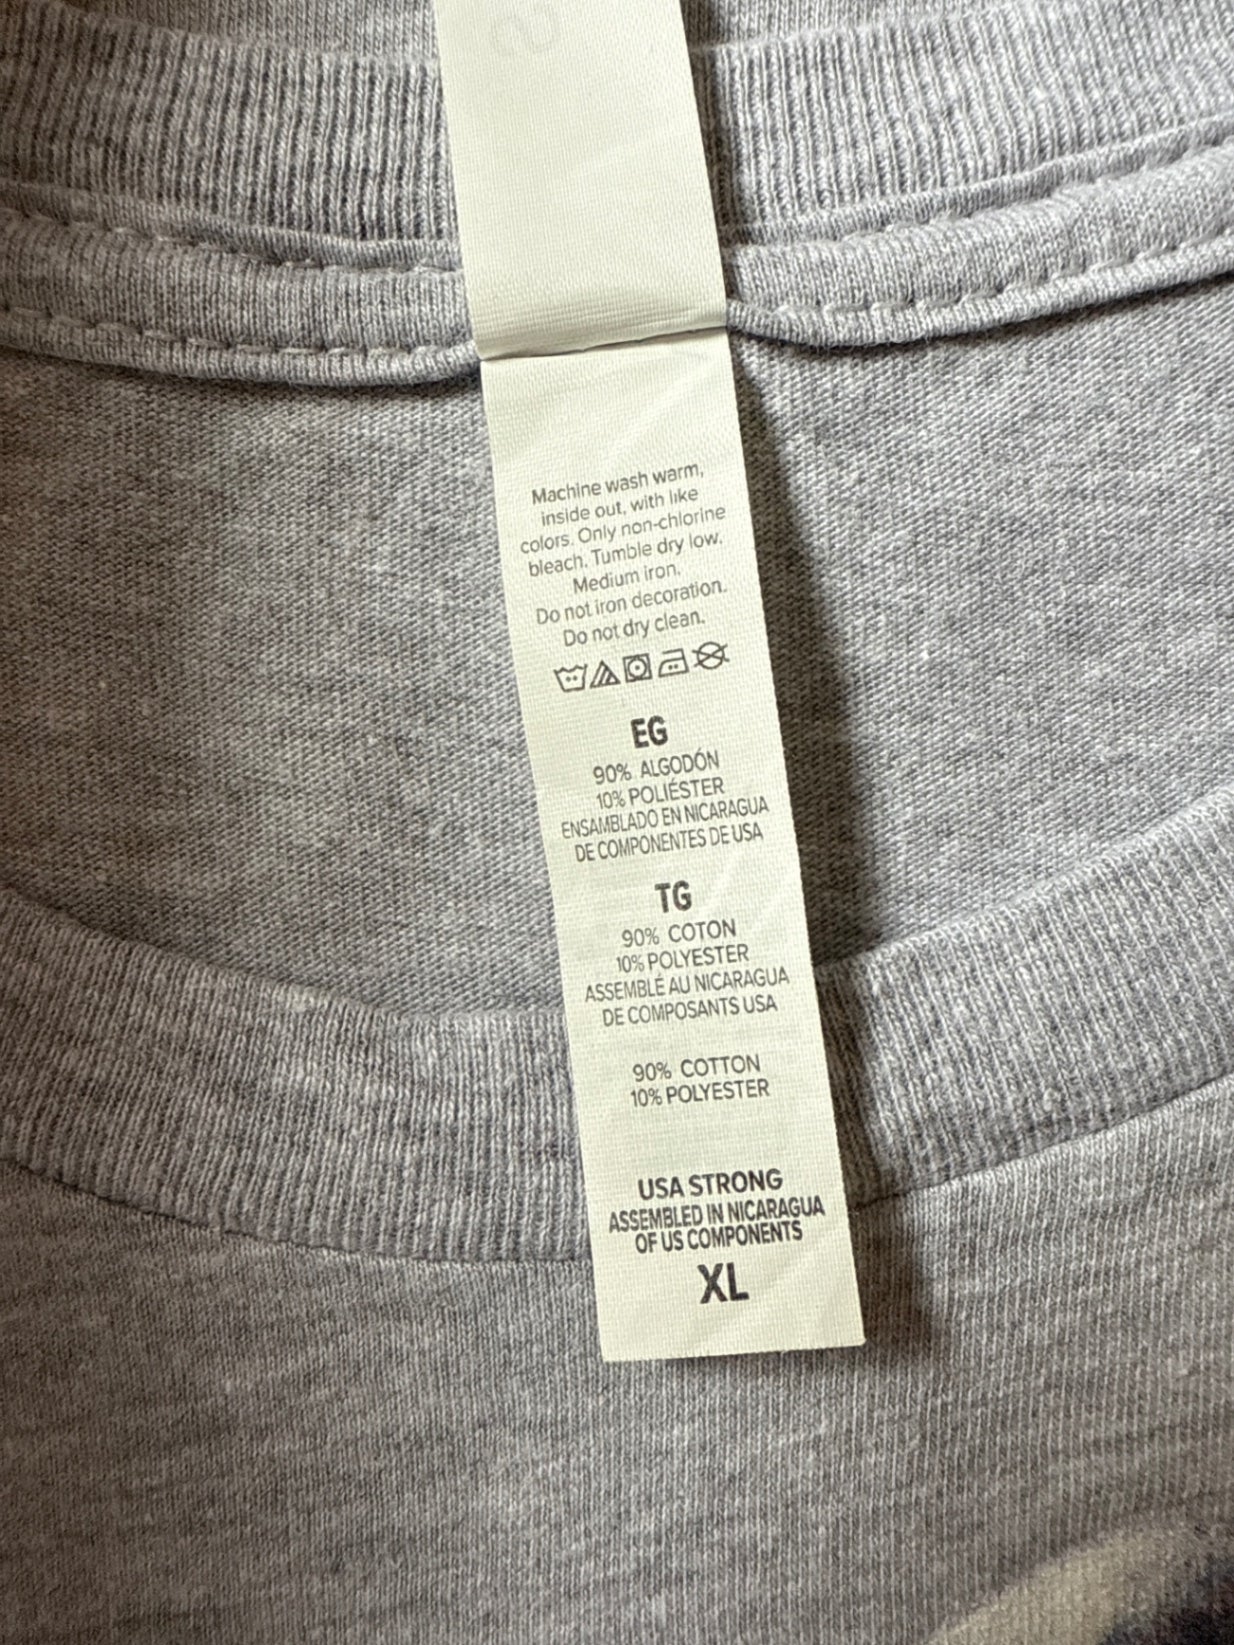 Machine wash warm,
inside out, with like
colors. Only non-chlorine
bleach. Tumble dry low.
Medium iron.
Do not iron decoration.
Do not dry clean.
EG
90% ALGODÓN
10% POLIÉSTER
ENSAMBLADO EN NICARAGUA
DE COMPONENTES DE USA
TG
90% COTON
10% POLYESTER
ASSEMBLÉ AU NICARAGUA
DE COMPOSANTS USA
90% COTTON
10% POLYESTER
USA STRONG
ASSEMBLED IN NICARAGUA
OF US COMPONENTS
XL